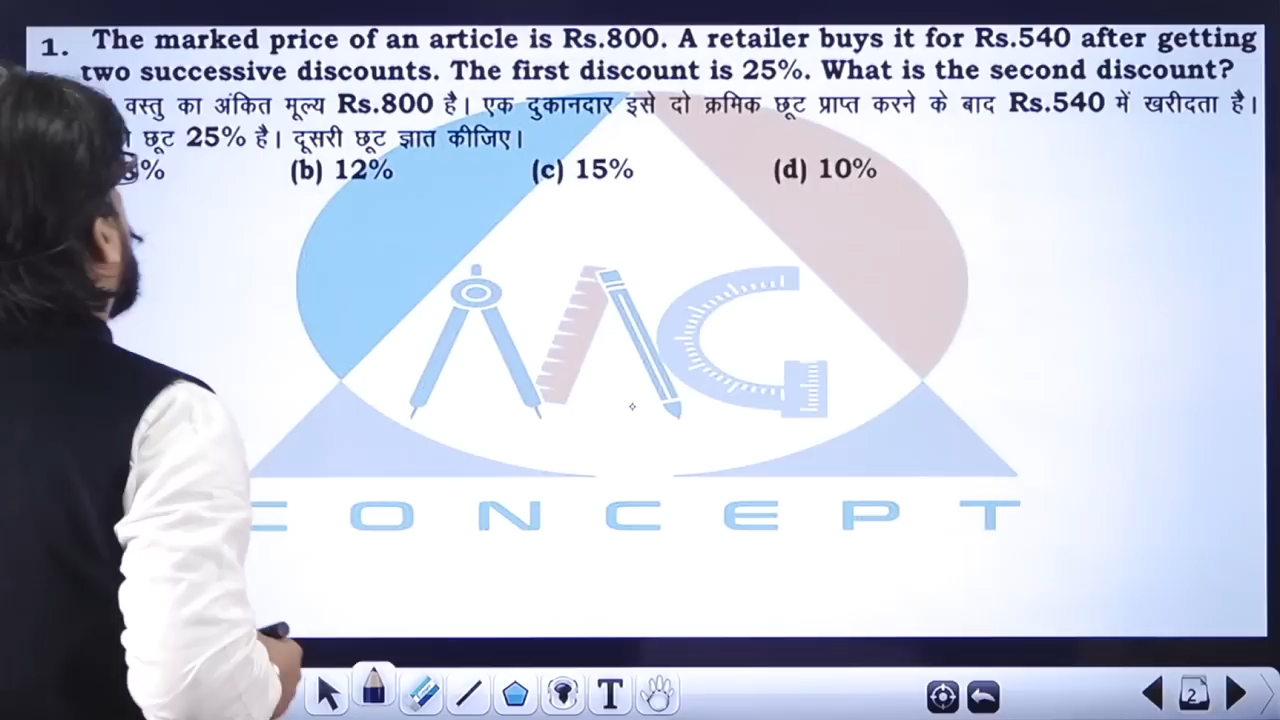 1. The marked price of an article is Rs.800. A retailer buys it for Rs.540 after getting
two successive discounts. The first discount is 25%. What is the second discount?
वस्तु का अंकित मूल्य Rs.800 है। एक दुकानदार इसे दो क्रमिक छूट प्राप्त करने के बाद Rs.540 में खरीदता है।
छूट 25% है। दूसरी छूट ज्ञात कीजिए।
% (b) 12% (c) 15% (d) 10%
MG
CONCEPT
T
2